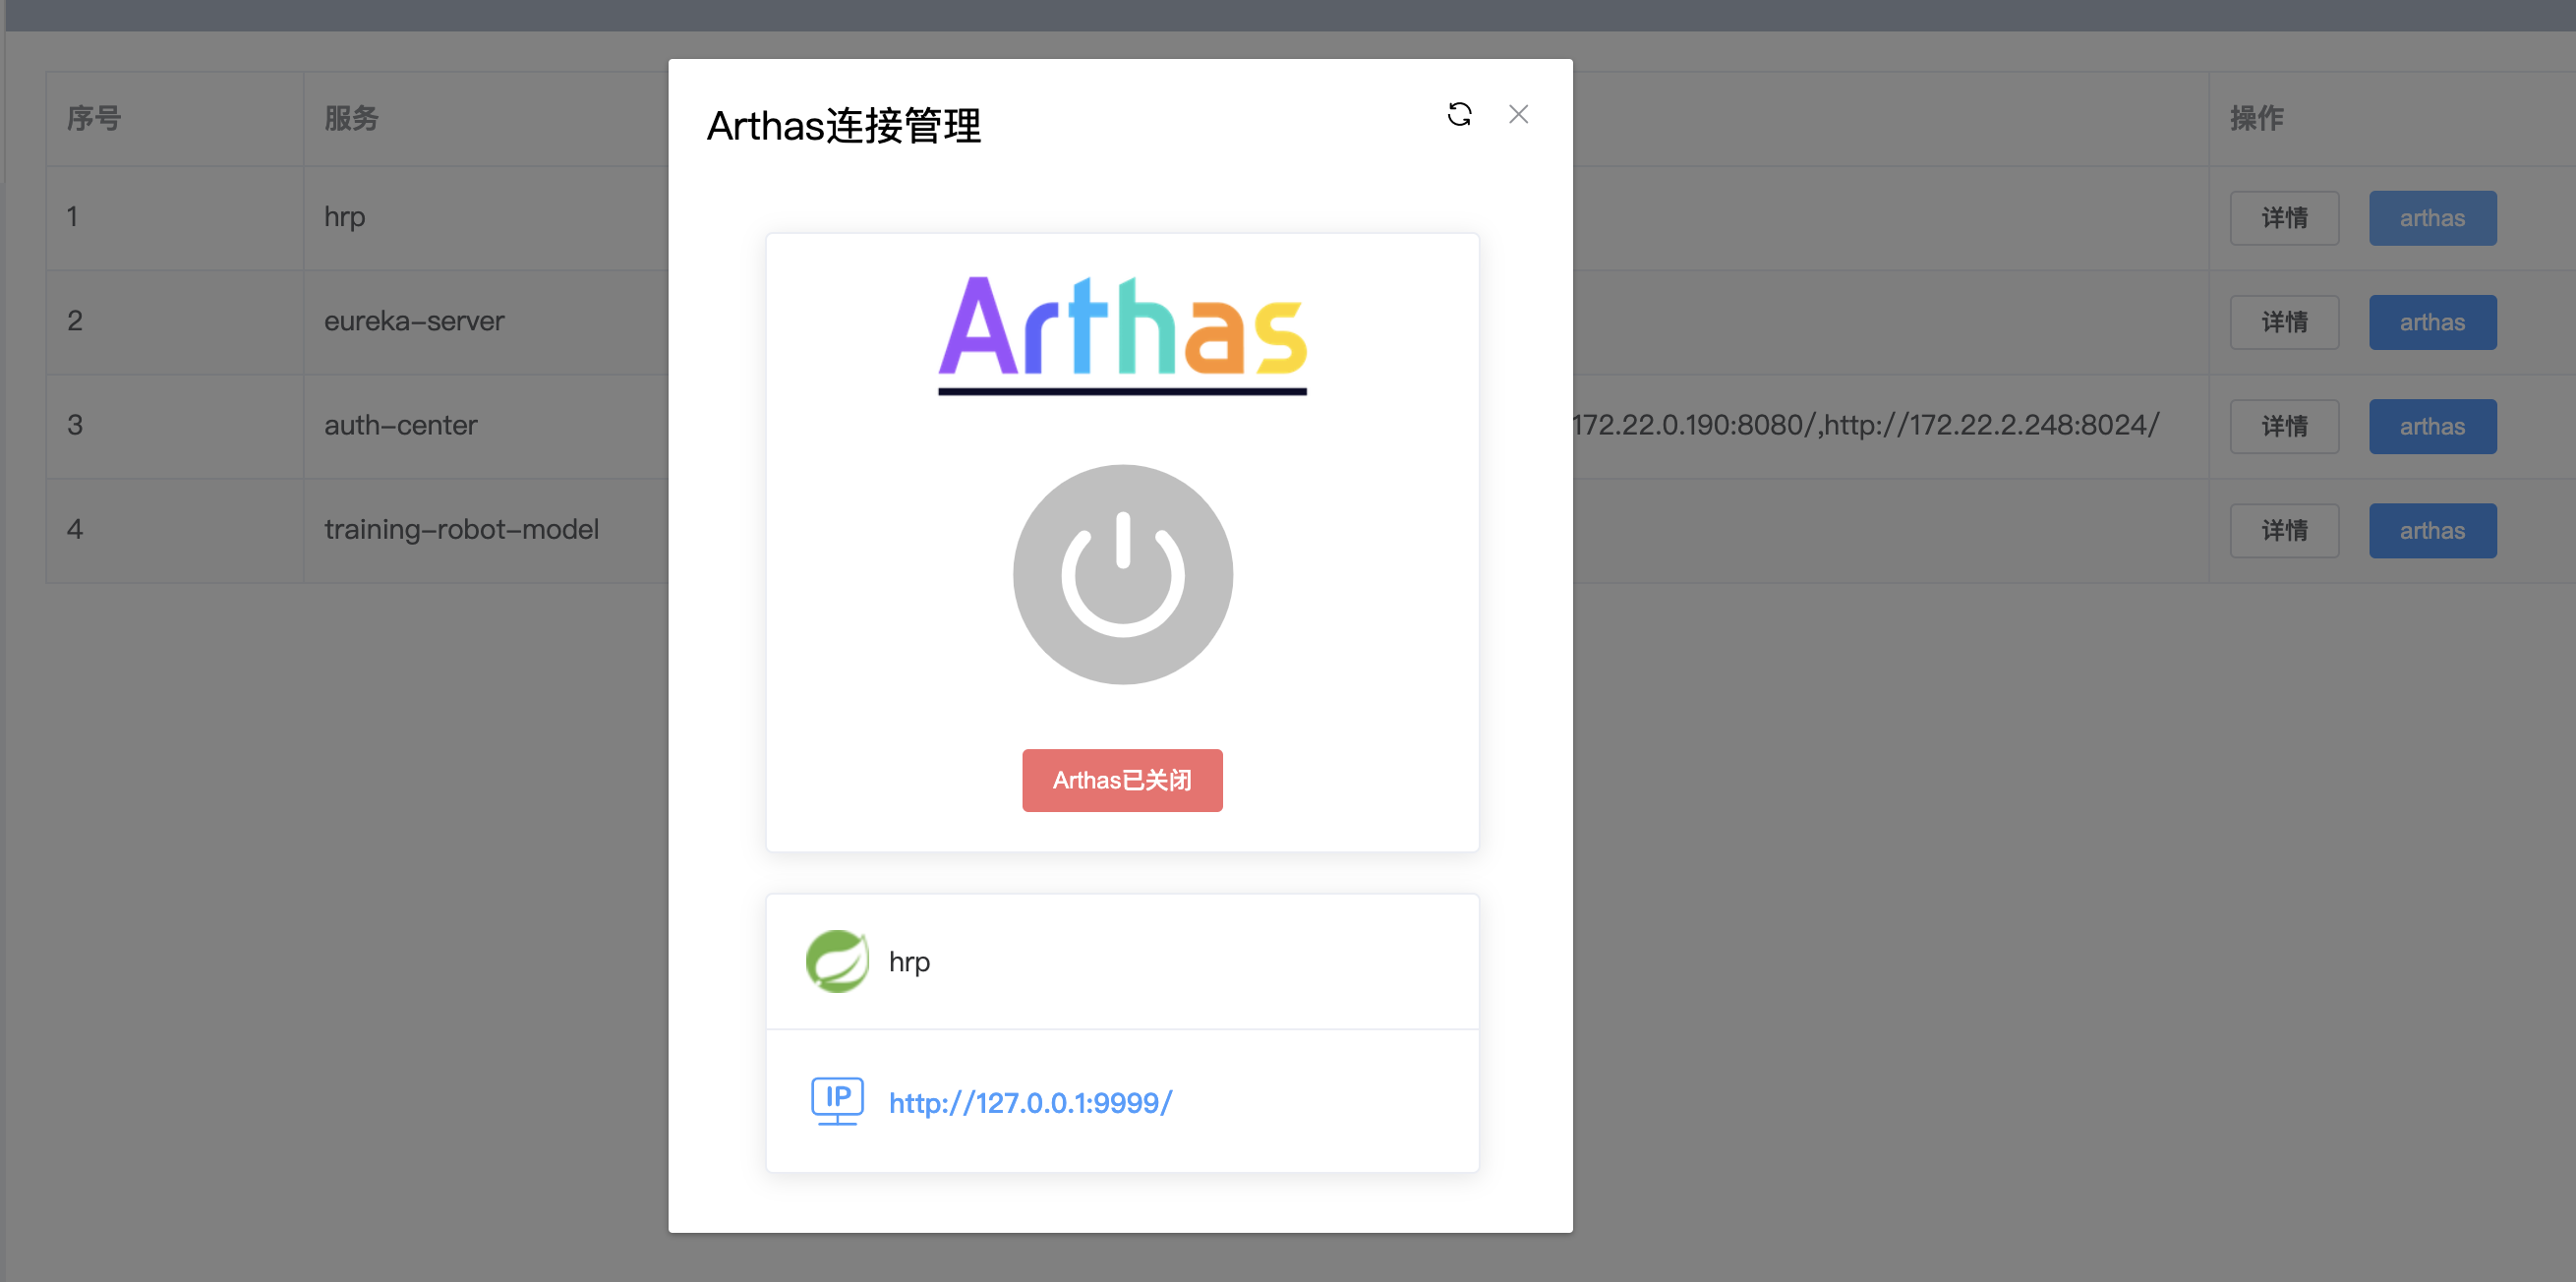 序号 服务 操作
1 hrp 详情 arthas
2 eureka-server 详情 arthas
3 auth-center 172.22.0.190:8080/,http://172.22.2.248:8024/ 详情 arthas
4 training-robot-model 详情 arthas
Arthas连接管理
Arthas
Arthas已关闭
hrp
IP http://127.0.0.1:9999/